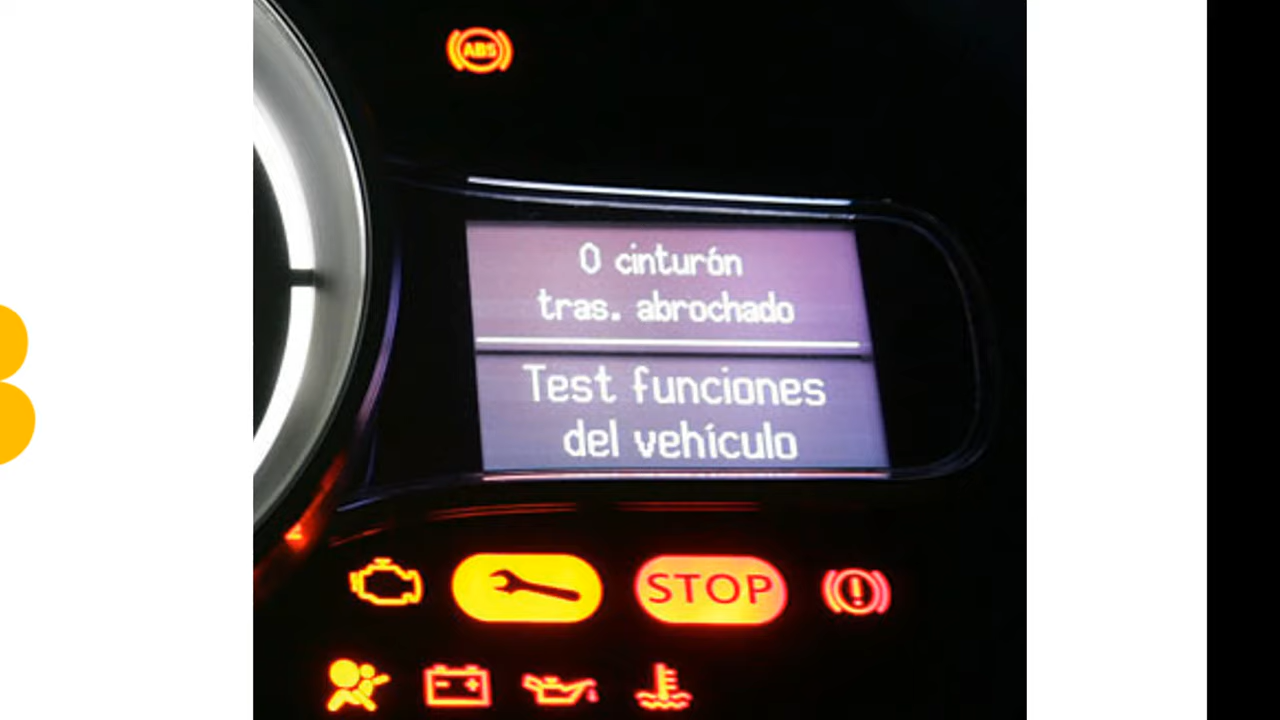 ABS
0 cinturón
tras. abrochado
Test funciones
del vehículo
STOP